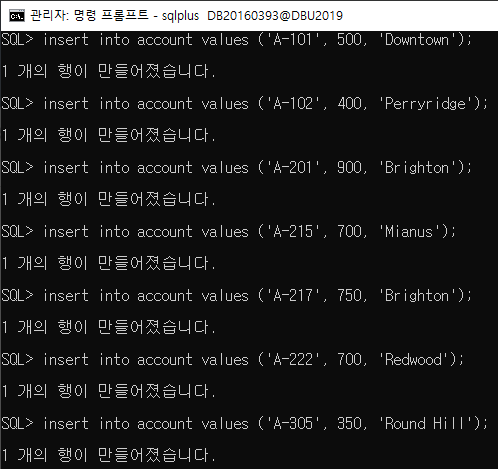 관리자: 명령 프롬프트 - sqlplus  DB20160393@DBU2019
SQL> insert into account values ('A-101', 500, 'Downtown');
1 개의 행이 만들어졌습니다.
SQL> insert into account values ('A-102', 400, 'Perryridge');
1 개의 행이 만들어졌습니다.
SQL> insert into account values ('A-201', 900, 'Brighton');
1 개의 행이 만들어졌습니다.
SQL> insert into account values ('A-215', 700, 'Mianus');
1 개의 행이 만들어졌습니다.
SQL> insert into account values ('A-217', 750, 'Brighton');
1 개의 행이 만들어졌습니다.
SQL> insert into account values ('A-222', 700, 'Redwood');
1 개의 행이 만들어졌습니다.
SQL> insert into account values ('A-305', 350, 'Round Hill');
1 개의 행이 만들어졌습니다.